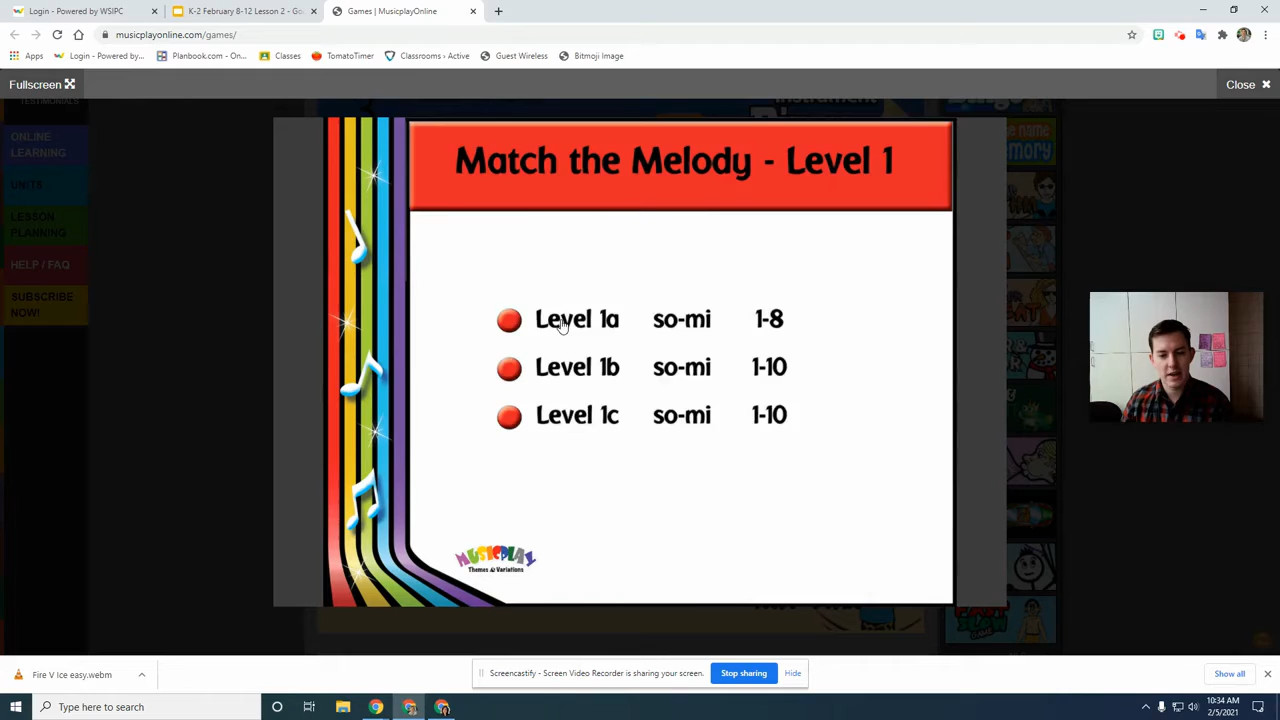 Login - Powered by WSIPC
K-2 February 8-12 Lesson 2 - Go
Games | MusicplayOnline
musicplayonline.com/games/
Apps
Login - Powered by...
Planbook.com - On...
Classes
TomatoTimer
Classrooms › Active
Guest Wireless
Bitmoji Image
Fullscreen
Close
TESTIMONIALS
ONLINE
LEARNING
UNITS
LESSON
PLANNING
HELP / FAQ
SUBSCRIBE
NOW!
Instrument
Match the Melody - Level 1
Level 1a so-mi 1-8
Level 1b so-mi 1-10
Level 1c so-mi 1-10
MUSICPLAY
Themes & Variations
Fire V Ice easy.webm
Screencastify - Screen Video Recorder is sharing your screen.
Stop sharing
Hide
Show all
Type here to search
10:34 AM
2/5/2021